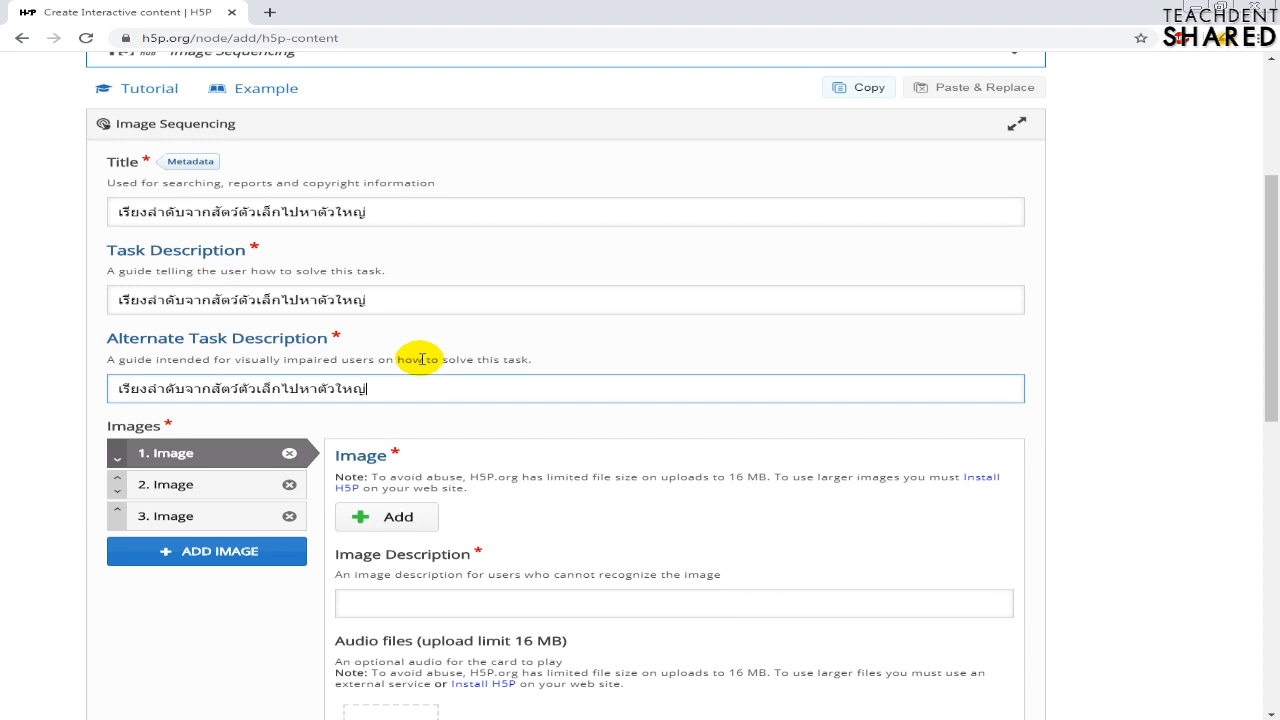 Create Interactive content | H5P
TEACHDENT
SHARED
h5p.org/node/add/h5p-content
Image Sequencing
Tutorial
Example
Copy
Paste & Replace
Image Sequencing
Title *
Metadata
Used for searching, reports and copyright information
เรียงลำดับจากสัตว์ตัวเล็กไปหาตัวใหญ่
Task Description *
A guide telling the user how to solve this task.
เรียงลำดับจากสัตว์ตัวเล็กไปหาตัวใหญ่
Alternate Task Description *
A guide intended for visually impaired users on how to solve this task.
เรียงลำดับจากสัตว์ตัวเล็กไปหาตัวใหญ่
Images *
1. Image
2. Image
3. Image
+ ADD IMAGE
Image *
Note: To avoid abuse, H5P.org has limited file size on uploads to 16 MB. To use larger images you must Install
H5P on your web site.
Add
Image Description *
An image description for users who cannot recognize the image
Audio files (upload limit 16 MB)
An optional audio for the card to play
Note: To avoid abuse, H5P.org has limited file size on uploads to 16 MB. To use larger files you must use an
external service or Install H5P on your web site.